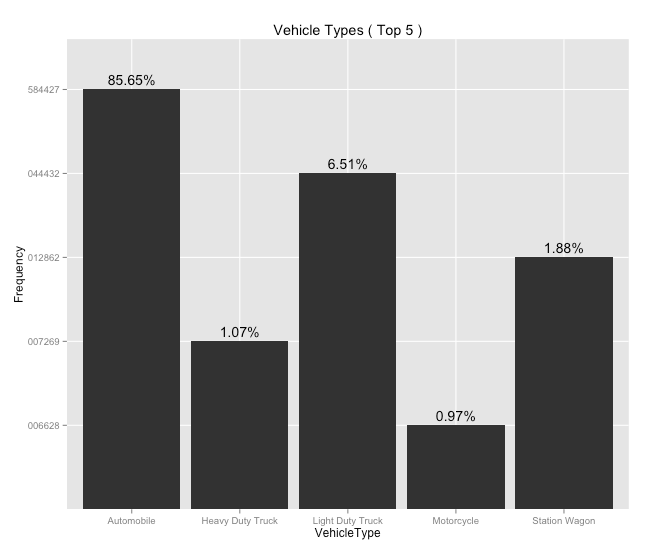 Vehicle Types ( Top 5 )
85.65%
584427
6.51%
044432
1.88%
012862
1.07%
007269
0.97%
006628
Frequency
Automobile
Heavy Duty Truck
Light Duty Truck
Motorcycle
Station Wagon
VehicleType